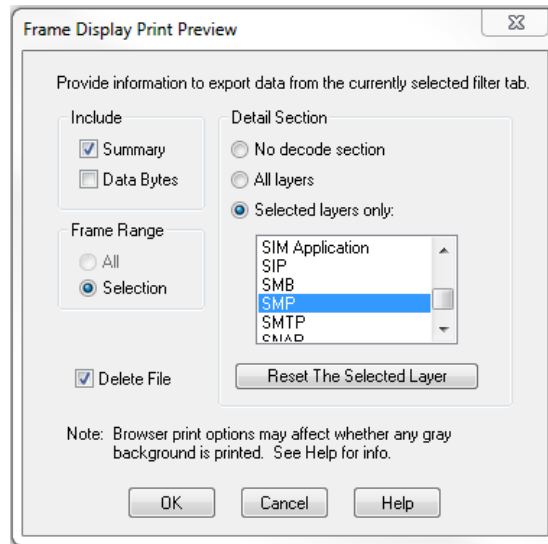 Frame Display Print Preview
Provide information to export data from the currently selected filter tab.
Include
Summary
Data Bytes
Frame Range
All
Selection
Delete File
Detail Section
No decode section
All layers
Selected layers only:
SIM Application
SIP
SMB
SMP
SMTP
SNAP
Reset The Selected Layer
Note: Browser print options may affect whether any gray
background is printed. See Help for info.
OK Cancel Help